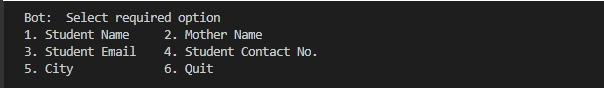 Bot:  Select required option
1. Student Name     2. Mother Name
3. Student Email    4. Student Contact No.
5. City             6. Quit